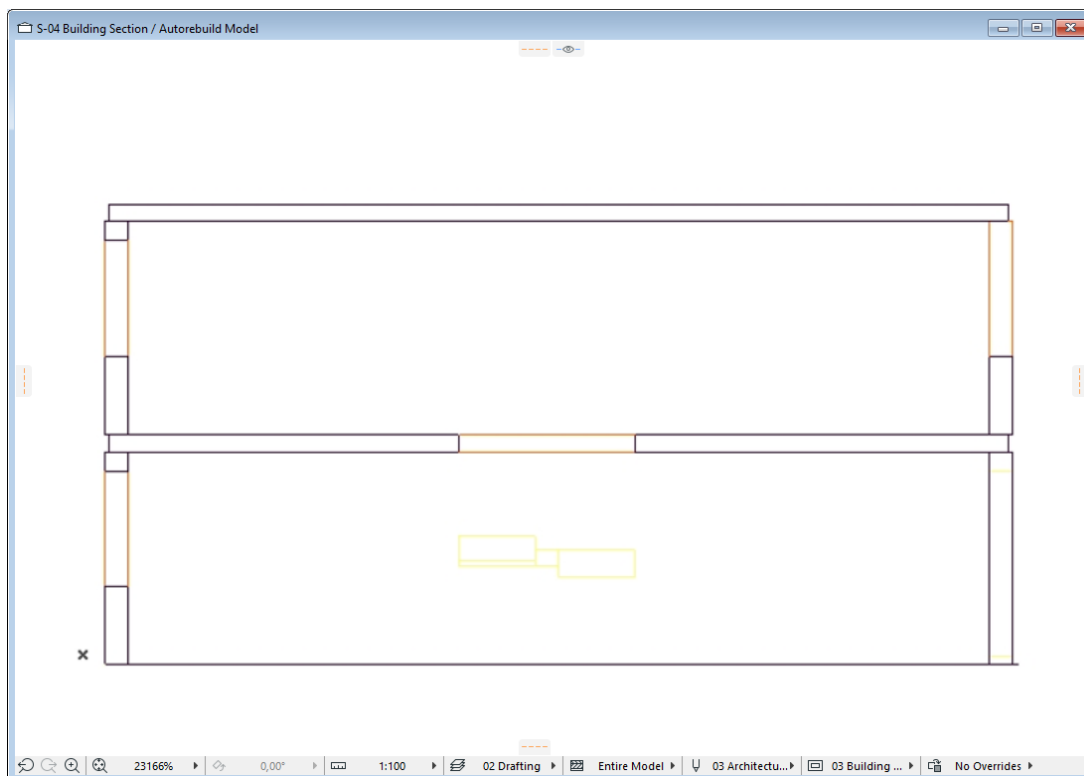 S-04 Building Section / Autorebuild Model
23166% 0,00° 1:100 02 Drafting Entire Model 03 Architectu... 03 Building ... No Overrides